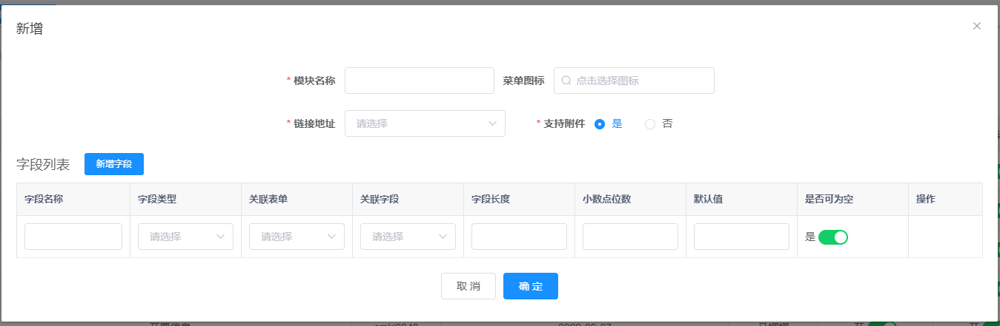 新增
* 模块名称 菜单图标 点击选择图标
* 链接地址 请选择 * 支持附件 是 否
字段列表 新增字段
字段名称 字段类型 关联表单 关联字段 字段长度 小数点位数 默认值 是否可为空 操作
请选择 请选择 请选择 是
取 消 确 定